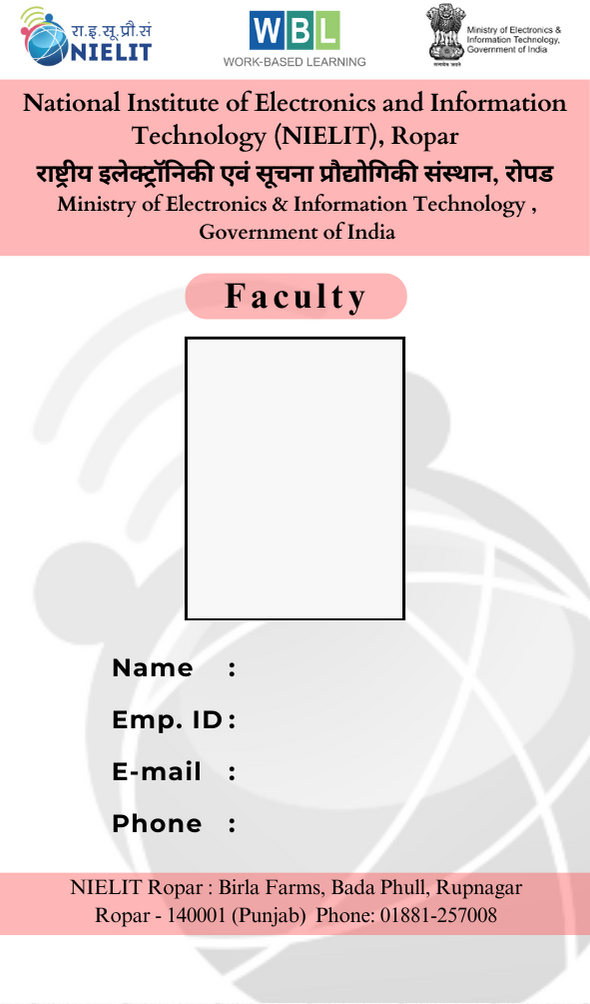 रा.इ.सू.प्रौ.सं
NIELIT
WBL
WORK-BASED LEARNING
Ministry of Electronics &
Information Technology,
Government of India
सत्यमेव जयते
National Institute of Electronics and Information
Technology (NIELIT), Ropar
राष्ट्रीय इलेक्ट्रॉनिकी एवं सूचना प्रौद्योगिकी संस्थान, रोपड
Ministry of Electronics & Information Technology ,
Government of India
Faculty
Name :
Emp. ID :
E-mail :
Phone :
NIELIT Ropar : Birla Farms, Bada Phull, Rupnagar
Ropar - 140001 (Punjab) Phone: 01881-257008